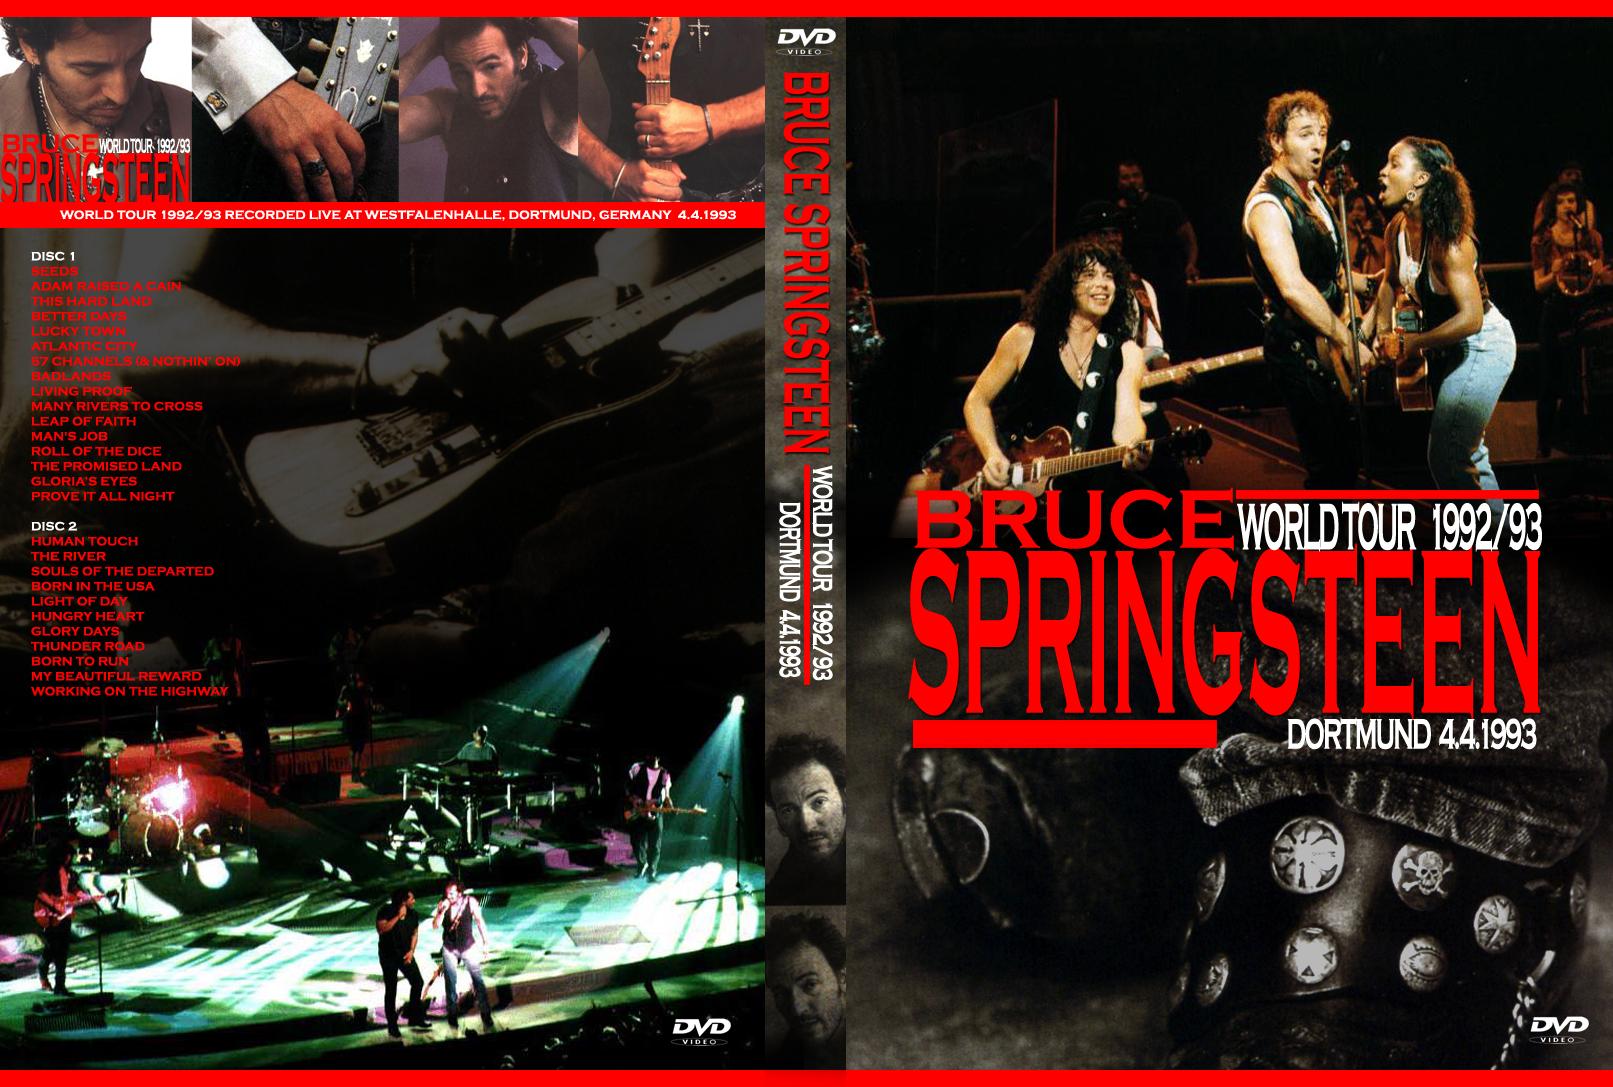 BRUCE WORLD TOUR 1992/93
SPRINGSTEEN
WORLD TOUR 1992/93 RECORDED LIVE AT WESTFALENHALLE, DORTMUND, GERMANY 4.4.1993
DISC 1
SEEDS
ADAM RAISED A CAIN
THIS HARD LAND
BETTER DAYS
LUCKY TOWN
ATLANTIC CITY
57 CHANNELS (& NOTHIN' ON)
BADLANDS
LIVING PROOF
MANY RIVERS TO CROSS
LEAP OF FAITH
MAN'S JOB
ROLL OF THE DICE
THE PROMISED LAND
GLORIA'S EYES
PROVE IT ALL NIGHT
DISC 2
HUMAN TOUCH
THE RIVER
SOULS OF THE DEPARTED
BORN IN THE USA
LIGHT OF DAY
HUNGRY HEART
GLORY DAYS
THUNDER ROAD
BORN TO RUN
MY BEAUTIFUL REWARD
WORKING ON THE HIGHWAY
DVD
VIDEO
DVD
VIDEO
BRUCE SPRINGSTEEN
WORLD TOUR 1992/93
DORTMUND 4.4.1993
BRUCE WORLD TOUR 1992/93
SPRINGSTEEN
DORTMUND 4.4.1993
DVD
VIDEO